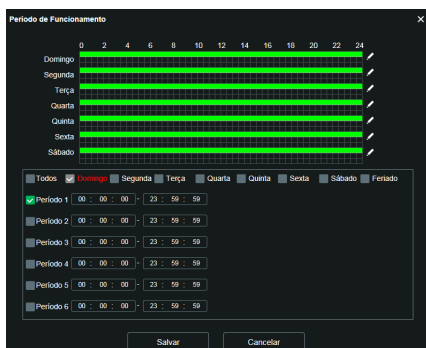 Período de Funcionamento X
0 2 4 6 8 10 12 14 16 18 20 22 24
Domingo
Segunda
Terça
Quarta
Quinta
Sexta
Sábado
Todos Domingo Segunda Terça Quarta Quinta Sexta Sábado Feriado
Período 1 00 : 00 : 00 - 23 : 59 : 59
Período 2 00 : 00 : 00 - 23 : 59 : 59
Período 3 00 : 00 : 00 - 23 : 59 : 59
Período 4 00 : 00 : 00 - 23 : 59 : 59
Período 5 00 : 00 : 00 - 23 : 59 : 59
Período 6 00 : 00 : 00 - 23 : 59 : 59
Salvar Cancelar